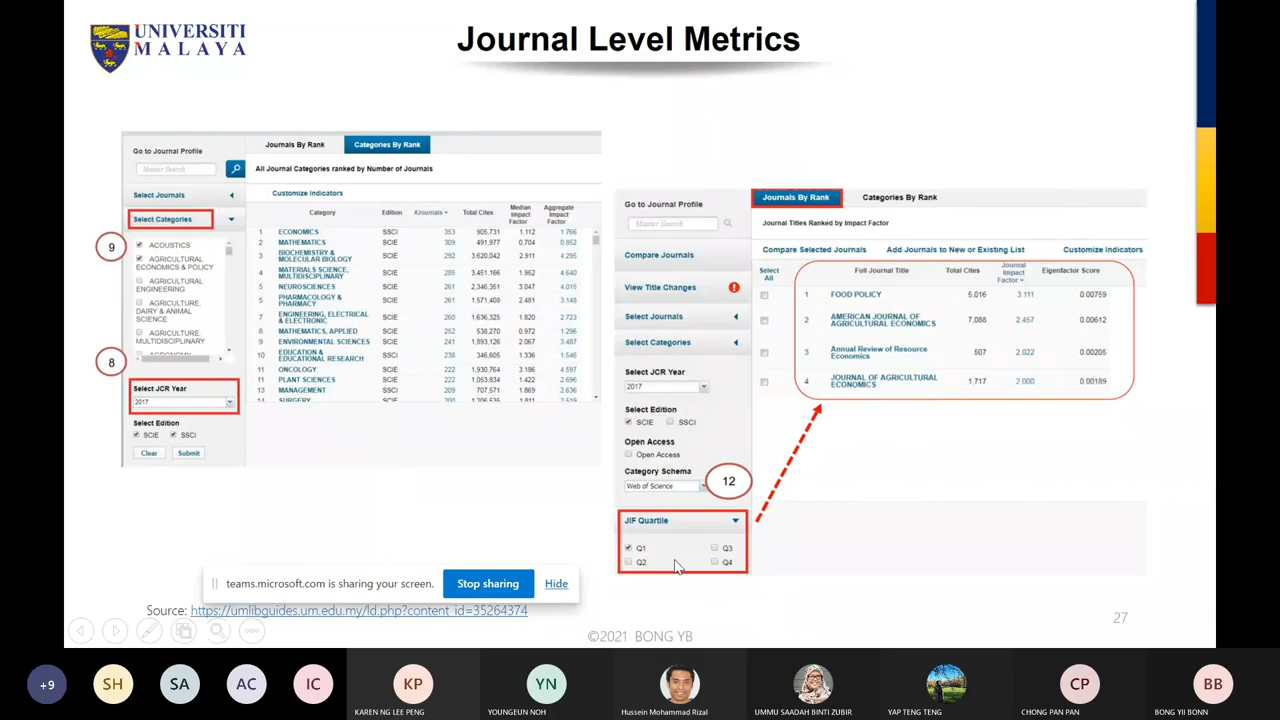 UNIVERSITI
MALAYA
Journal Level Metrics
Go to Journal Profile
Master Search
Select Journals
Select Categories
9
ACOUSTICS
AGRICULTURAL
ECONOMICS & POLICY
AGRICULTURAL
ENGINEERING
AGRICULTURE,
DAIRY & ANIMAL
SCIENCE
AGRICULTURE,
MULTIDISCIPLINARY
AGRONOMY
8
Select JCR Year
2017
Select Edition
SCIE SSCI
Clear Submit
Journals By Rank Categories By Rank
All Journal Categories ranked by Number of Journals
Customize Indicators
Category Edition #Journals Total Cites Median Impact Factor Aggregate Impact Factor
1 ECONOMICS SSCI 353 905,731 1.112 1.766
2 MATHEMATICS SCIE 309 491,977 0.704 0.852
3 BIOCHEMISTRY & MOLECULAR BIOLOGY SCIE 292 3,620,042 2.911 4.295
4 MATERIALS SCIENCE, MULTIDISCIPLINARY SCIE 285 3,451,166 1.952 4.640
5 NEUROSCIENCES SCIE 261 2,346,351 3.047 4.015
5 PHARMACOLOGY & PHARMACY SCIE 261 1,571,408 2.481 3.148
7 ENGINEERING, ELECTRICAL & ELECTRONIC SCIE 260 1,636,325 1.820 2.723
8 MATHEMATICS, APPLIED SCIE 252 538,270 0.972 1.296
9 ENVIRONMENTAL SCIENCES SCIE 241 1,893,126 2.067 3.487
10 EDUCATION & EDUCATIONAL RESEARCH SSCI 238 346,605 1.336 1.546
11 ONCOLOGY SCIE 222 1,930,764 3.186 4.597
11 PLANT SCIENCES SCIE 222 1,053,834 1.422 2.696
13 MANAGEMENT SSCI 209 707,571 1.869 2.636
14 SURGERY SCIE 200
Go to Journal Profile
Master Search
Compare Journals
View Title Changes
Select Journals
Select Categories
Select JCR Year
2017
Select Edition
SCIE SSCI
Open Access
Open Access
Category Schema
Web of Science
12
JIF Quartile
Q1 Q3
Q2 Q4
Journals By Rank Categories By Rank
Journal Titles Ranked by Impact Factor
Compare Selected Journals Add Journals to New or Existing List Customize Indicators
Select All Full Journal Title Total Cites Journal Impact Factor Eigenfactor Score
1 FOOD POLICY 5,016 3.111 0.00759
2 AMERICAN JOURNAL OF AGRICULTURAL ECONOMICS 7,088 2.457 0.00612
3 Annual Review of Resource Economics 507 2.022 0.00205
4 JOURNAL OF AGRICULTURAL ECONOMICS 1,717 2.000 0.00189
teams.microsoft.com is sharing your screen. Stop sharing Hide
Source: https://umlibguides.um.edu.my/ld.php?content_id=35264374
27
©2021 BONG YB
+9 SH SA AC IC KP YN CP BB
KAREN NG LEE PENG YOUNGEUN NOH Hussein Mohammad Rizal UMMU SAADAH BINTI ZUBIR YAP TENG TENG CHONG PAN PAN BONG YII BONN